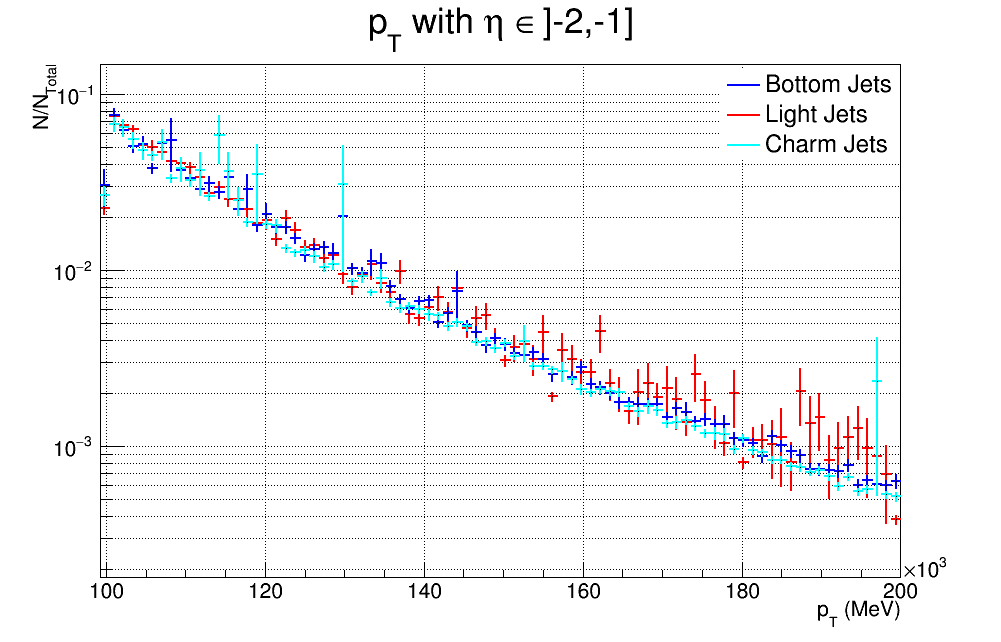 p_T with η ∈ ]-2,-1]
N/N_Total
10^-1
10^-2
10^-3
Bottom Jets
Light Jets
Charm Jets
100 120 140 160 180 200
×10^3
p_T (MeV)